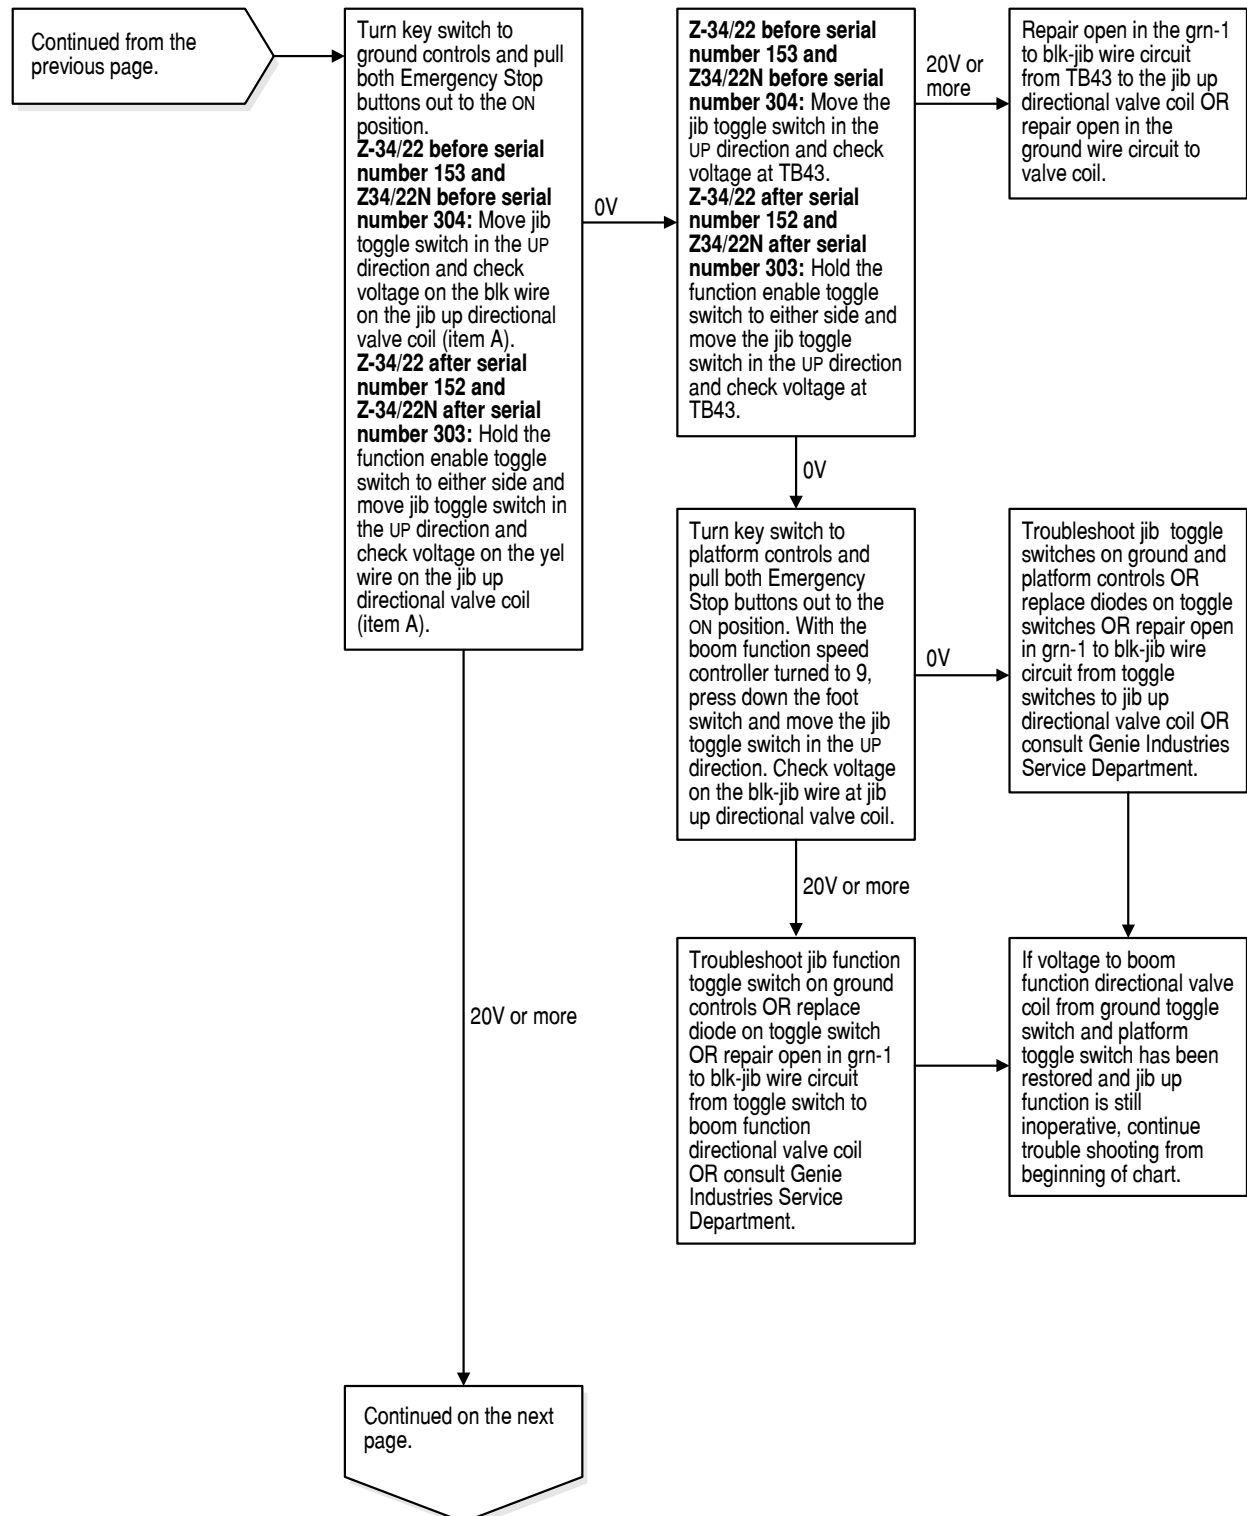 Continued from the
previous page.
Turn key switch to
ground controls and pull
both Emergency Stop
buttons out to the ON
position.
Z-34/22 before serial
number 153 and
Z34/22N before serial
number 304: Move jib
toggle switch in the UP
direction and check
voltage on the blk wire
on the jib up directional
valve coil (item A).
Z-34/22 after serial
number 152 and
Z-34/22N after serial
number 303: Hold the
function enable toggle
switch to either side and
move jib toggle switch in
the UP direction and
check voltage on the yel
wire on the jib up
directional valve coil
(item A).
0V
Z-34/22 before serial
number 153 and
Z34/22N before serial
number 304: Move the
jib toggle switch in the
UP direction and check
voltage at TB43.
Z-34/22 after serial
number 152 and
Z34/22N after serial
number 303: Hold the
function enable toggle
switch to either side and
move the jib toggle
switch in the UP direction
and check voltage at
TB43.
20V or
more
Repair open in the grn-1
to blk-jib wire circuit
from TB43 to the jib up
directional valve coil OR
repair open in the
ground wire circuit to
valve coil.
0V
Turn key switch to
platform controls and
pull both Emergency
Stop buttons out to the
ON position. With the
boom function speed
controller turned to 9,
press down the foot
switch and move the jib
toggle switch in the UP
direction. Check voltage
on the blk-jib wire at jib
up directional valve coil.
0V
Troubleshoot jib  toggle
switches on ground and
platform controls OR
replace diodes on toggle
switches OR repair open
in grn-1 to blk-jib wire
circuit from toggle
switches to jib up
directional valve coil OR
consult Genie Industries
Service Department.
20V or more
Troubleshoot jib function
toggle switch on ground
controls OR replace
diode on toggle switch
OR repair open in grn-1
to blk-jib wire circuit
from toggle switch to
boom function
directional valve coil
OR consult Genie
Industries Service
Department.
If voltage to boom
function directional valve
coil from ground toggle
switch and platform
toggle switch has been
restored and jib up
function is still
inoperative, continue
trouble shooting from
beginning of chart.
20V or more
Continued on the next
page.